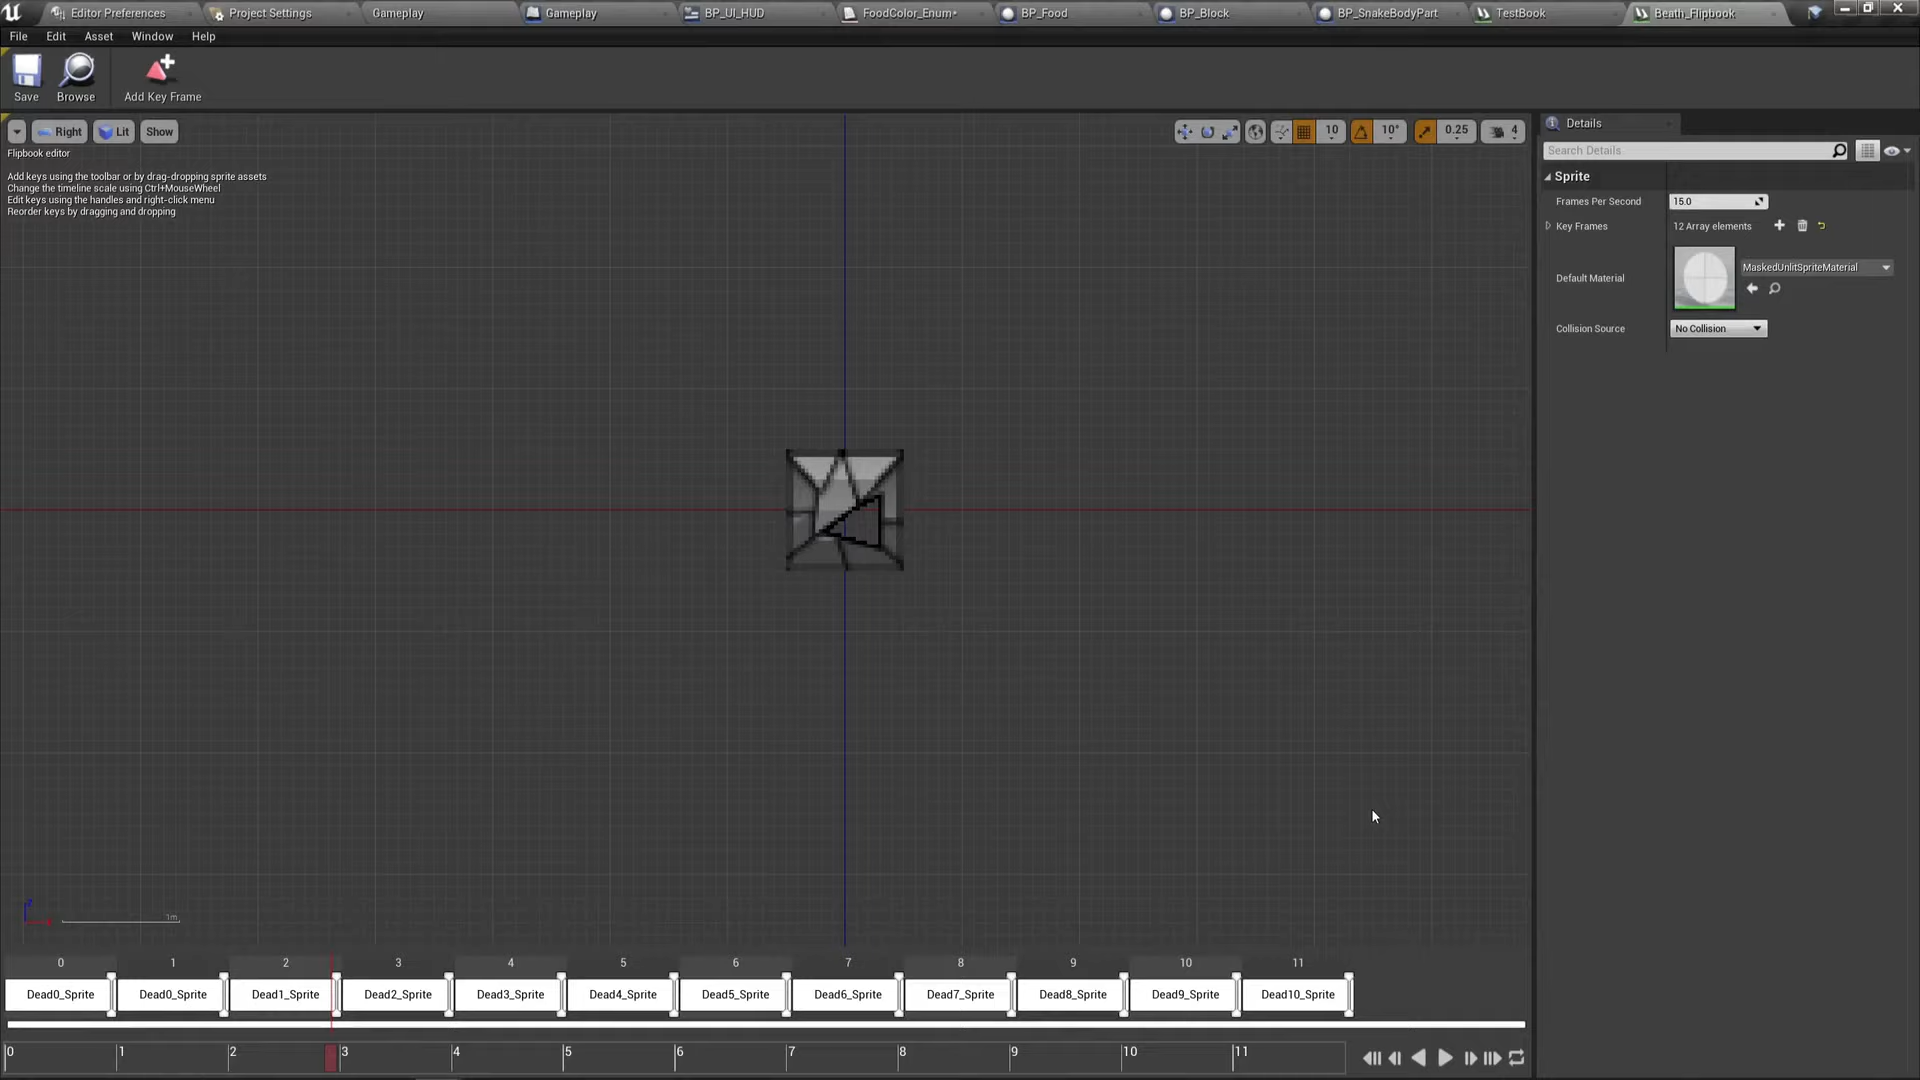 Editor Preferences
Project Settings
Gameplay
Gameplay
BP_UI_HUD
FoodColor_Enum*
BP_Food
BP_Block
BP_SnakeBodyPart
TestBook
Beath_Flipbook
File
Edit
Asset
Window
Help
Save
Browse
Add Key Frame
Right
Lit
Show
10
10°
0.25
4
Flipbook editor
Add keys using the toolbar or by drag-dropping sprite assets
Change the timeline scale using Ctrl+MouseWheel
Edit keys using the handles and right-click menu
Reorder keys by dragging and dropping
Details
Search Details
Sprite
Frames Per Second
15.0
Key Frames
12 Array elements
Default Material
MaskedUnlitSpriteMaterial
Collision Source
No Collision
Z
1m
0
1
2
3
4
5
6
7
8
9
10
11
Dead0_Sprite
Dead0_Sprite
Dead1_Sprite
Dead2_Sprite
Dead3_Sprite
Dead4_Sprite
Dead5_Sprite
Dead6_Sprite
Dead7_Sprite
Dead8_Sprite
Dead9_Sprite
Dead10_Sprite
0
1
2
3
4
5
6
7
8
9
10
11